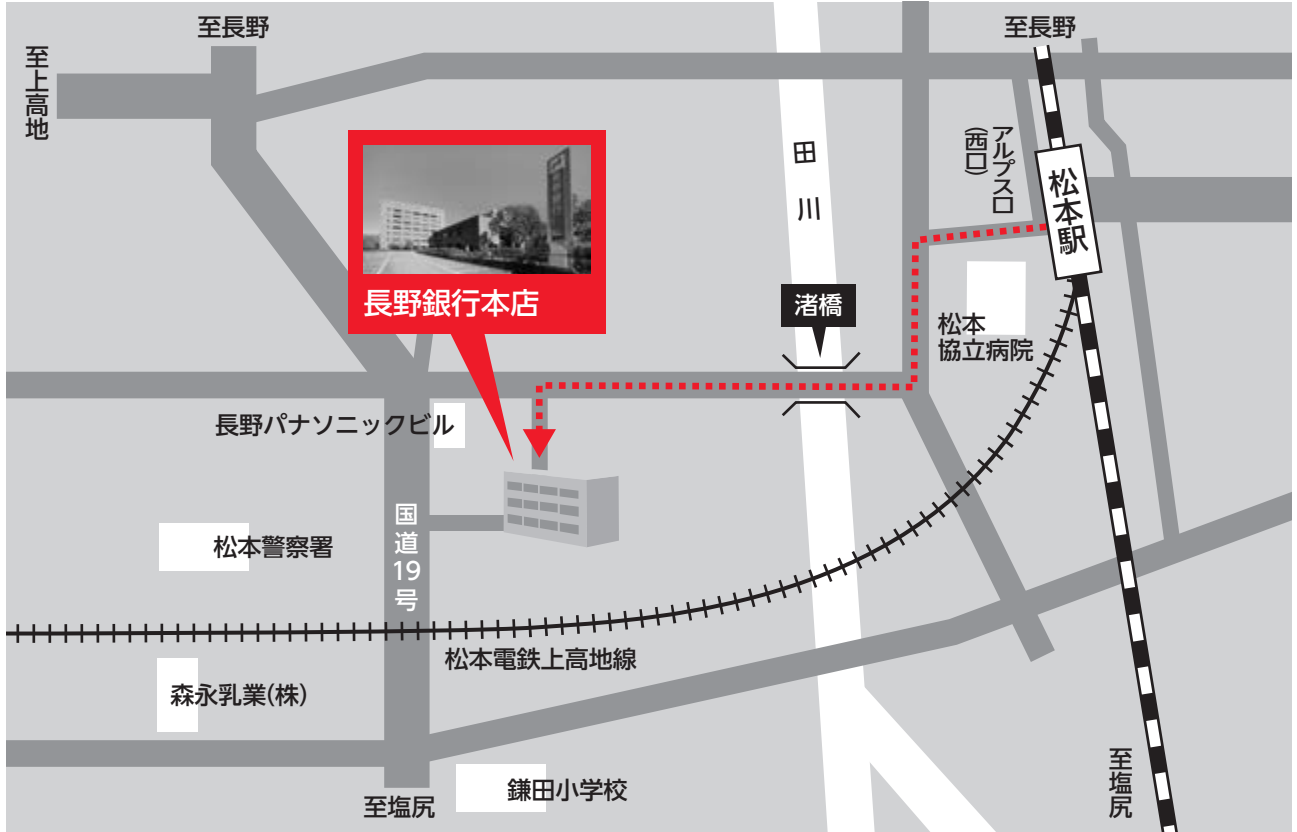 至長野
至長野
至上高地
アルプス口
(西口)
田川
松本駅
長野銀行本店
渚橋
松本
協立病院
長野パナソニックビル
国道19号
松本警察署
松本電鉄上高地線
森永乳業(株)
至塩尻
鎌田小学校
至塩尻